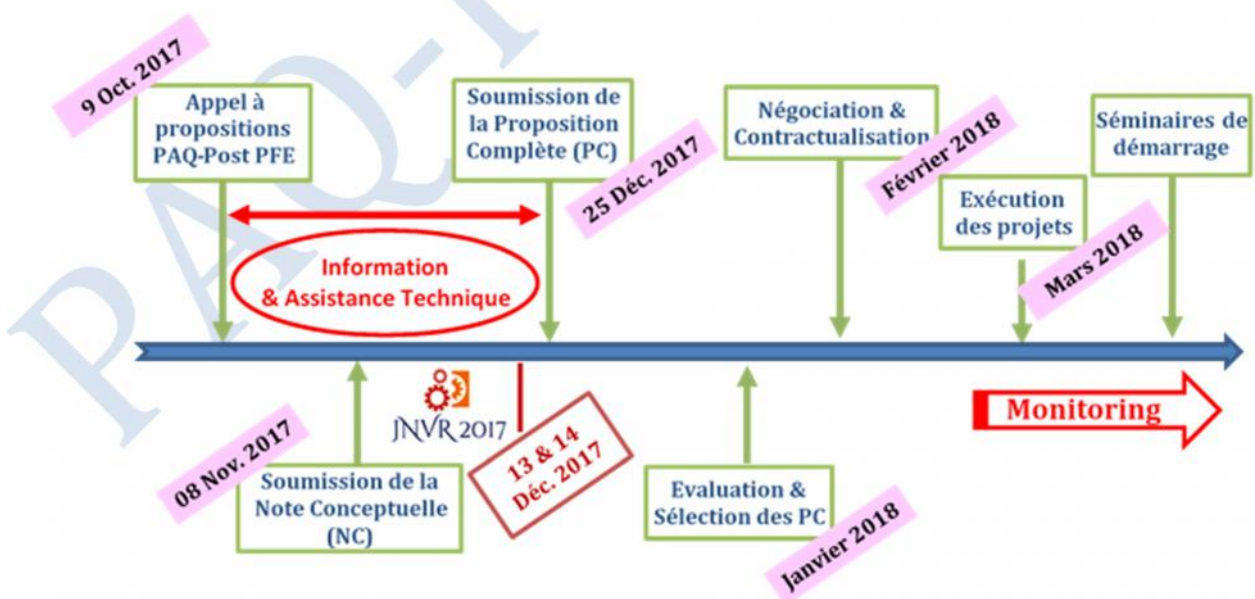 PAQ-
9 Oct. 2017
Appel à
propositions
PAQ-Post PFE
Soumission de
la Proposition
Complète (PC)
25 Déc. 2017
Négociation &
Contractualisation
Février 2018
Exécution
des projets
Mars 2018
Séminaires de
démarrage
Information
& Assistance Technique
JNVR 2017
13 & 14
Déc. 2017
08 Nov. 2017
Soumission de la
Note Conceptuelle
(NC)
Evaluation &
Sélection des PC
Janvier 2018
Monitoring